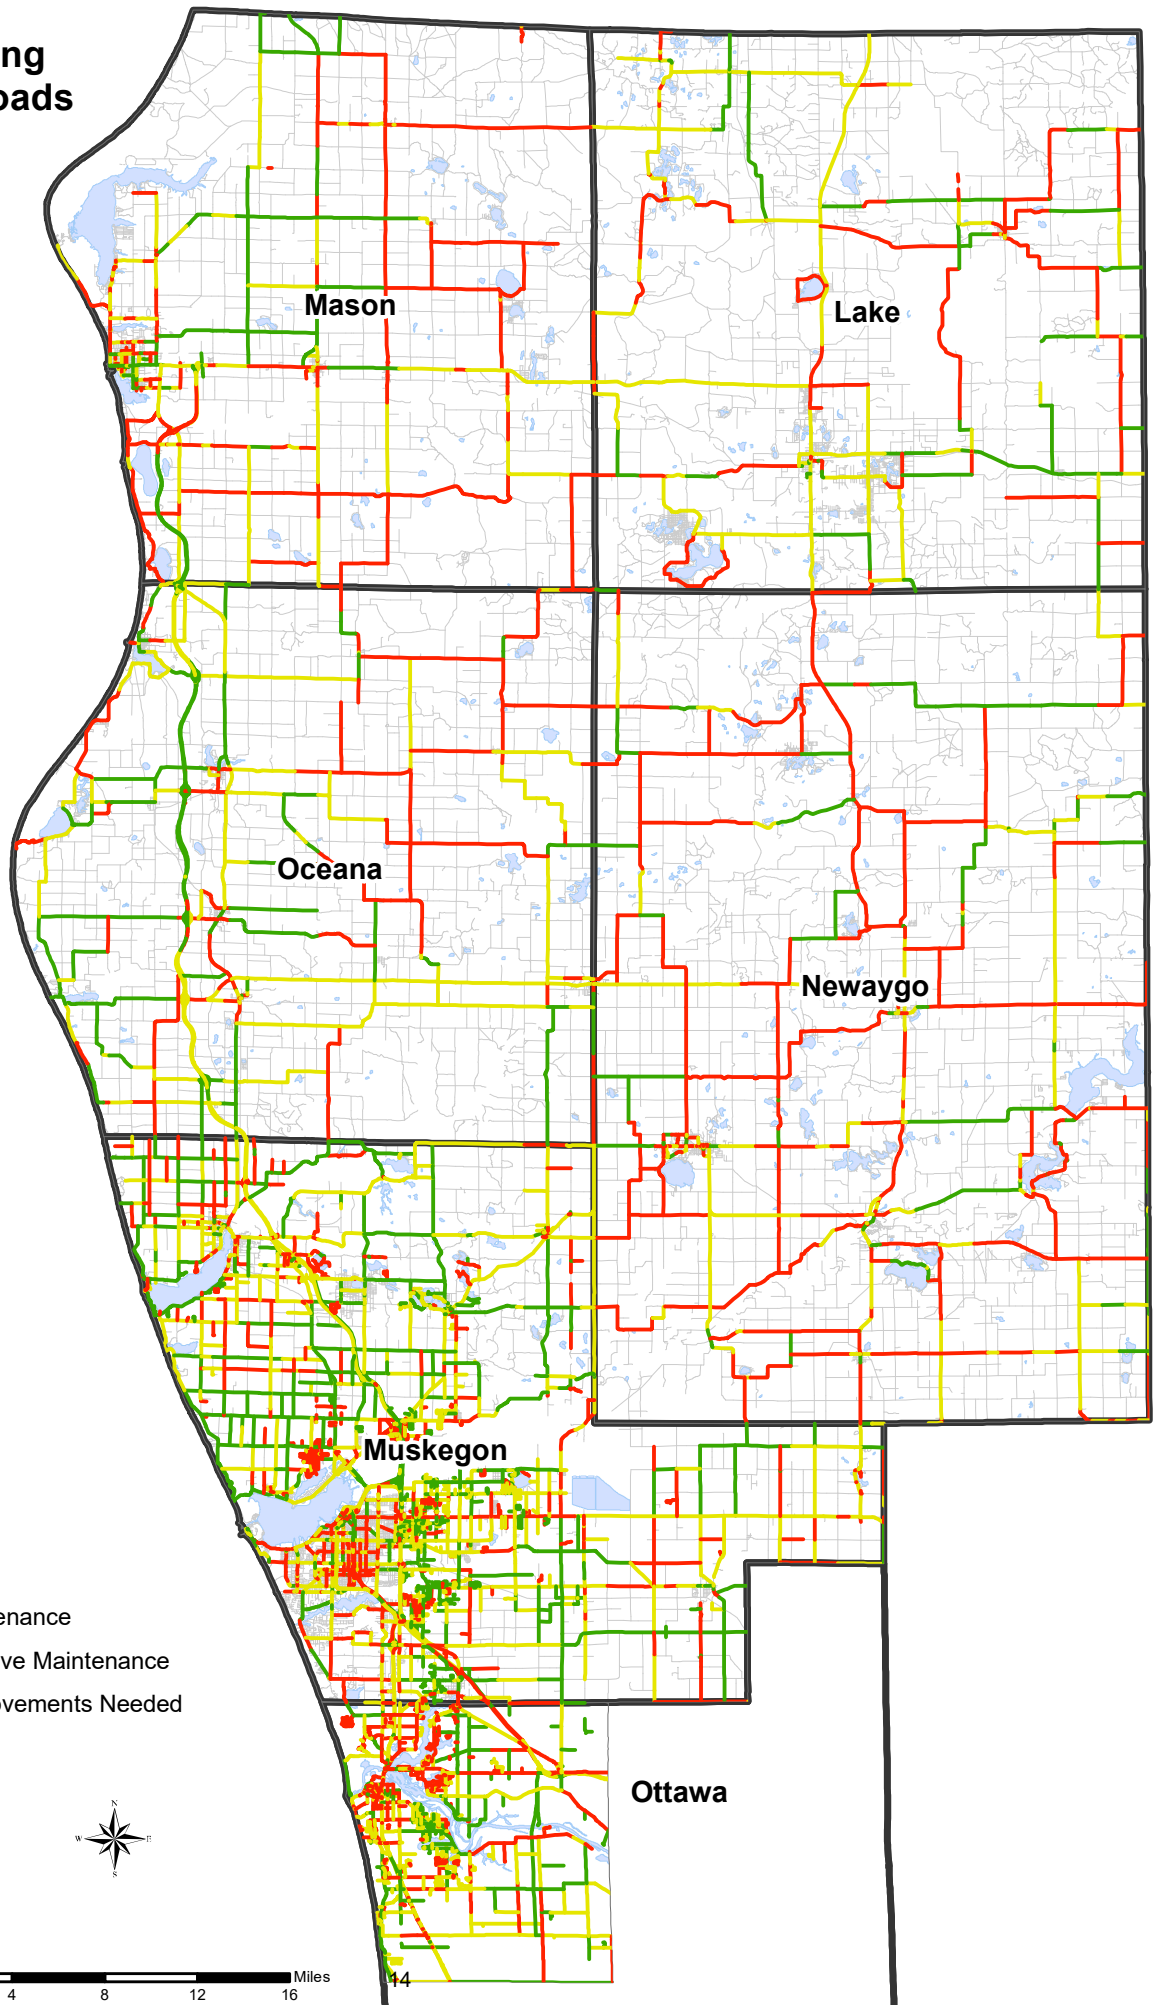 ng
oads
Mason
Lake
Oceana
Newaygo
Muskegon
enance
ve Maintenance
ovements Needed
Ottawa
N
W
E
S
Miles
14
4 8 12 16